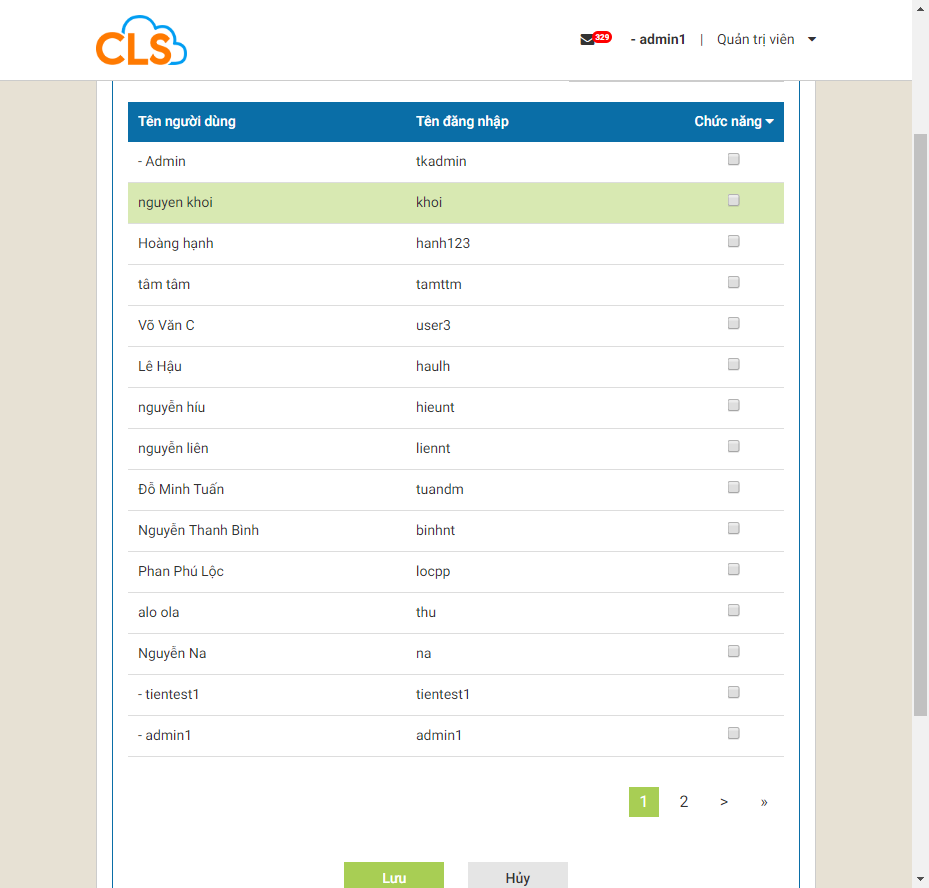 CLS
329 - admin1 | Quản trị viên
Tên người dùng Tên đăng nhập Chức năng
- Admin tkadmin
nguyen khoi khoi
Hoàng hạnh hanh123
tâm tâm tamttm
Võ Văn C user3
Lê Hậu haulh
nguyễn híu hieunt
nguyễn liên liennt
Đỗ Minh Tuấn tuandm
Nguyễn Thanh Bình binhnt
Phan Phú Lộc locpp
alo ola thu
Nguyễn Na na
- tientest1 tientest1
- admin1 admin1
1 2 > »
Lưu Hủy